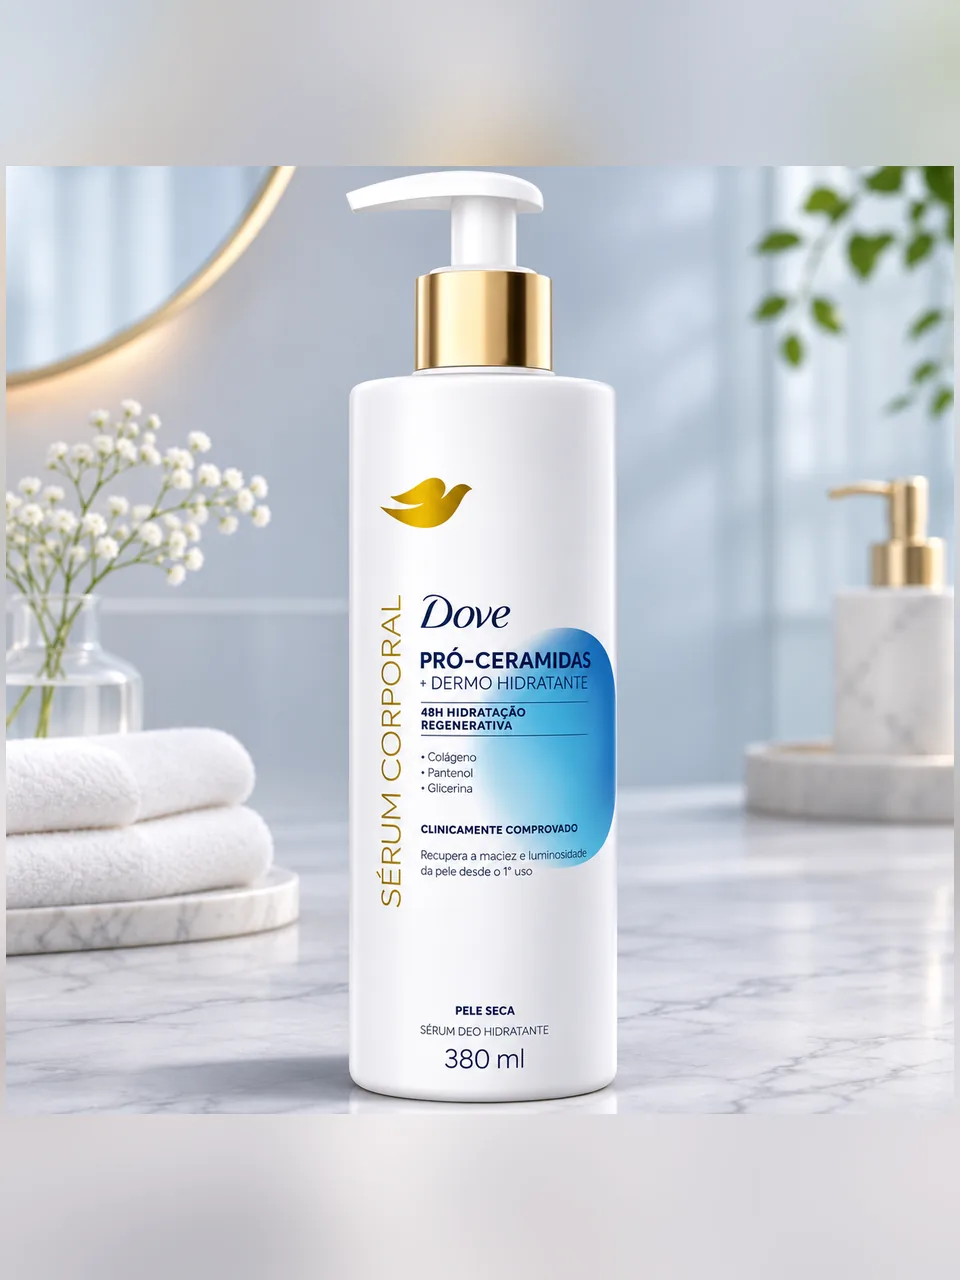 Dove
PRÓ-CERAMIDAS
+ DERMO HIDRATANTE
48H HIDRATAÇÃO
REGENERATIVA
• Colágeno
• Pantenol
• Glicerina
CLINICAMENTE COMPROVADO
Recupera a maciez e luminosidade
da pele desde o 1° uso
SÉRUM CORPORAL
PELE SECA
SÉRUM DEO HIDRATANTE
380 ml